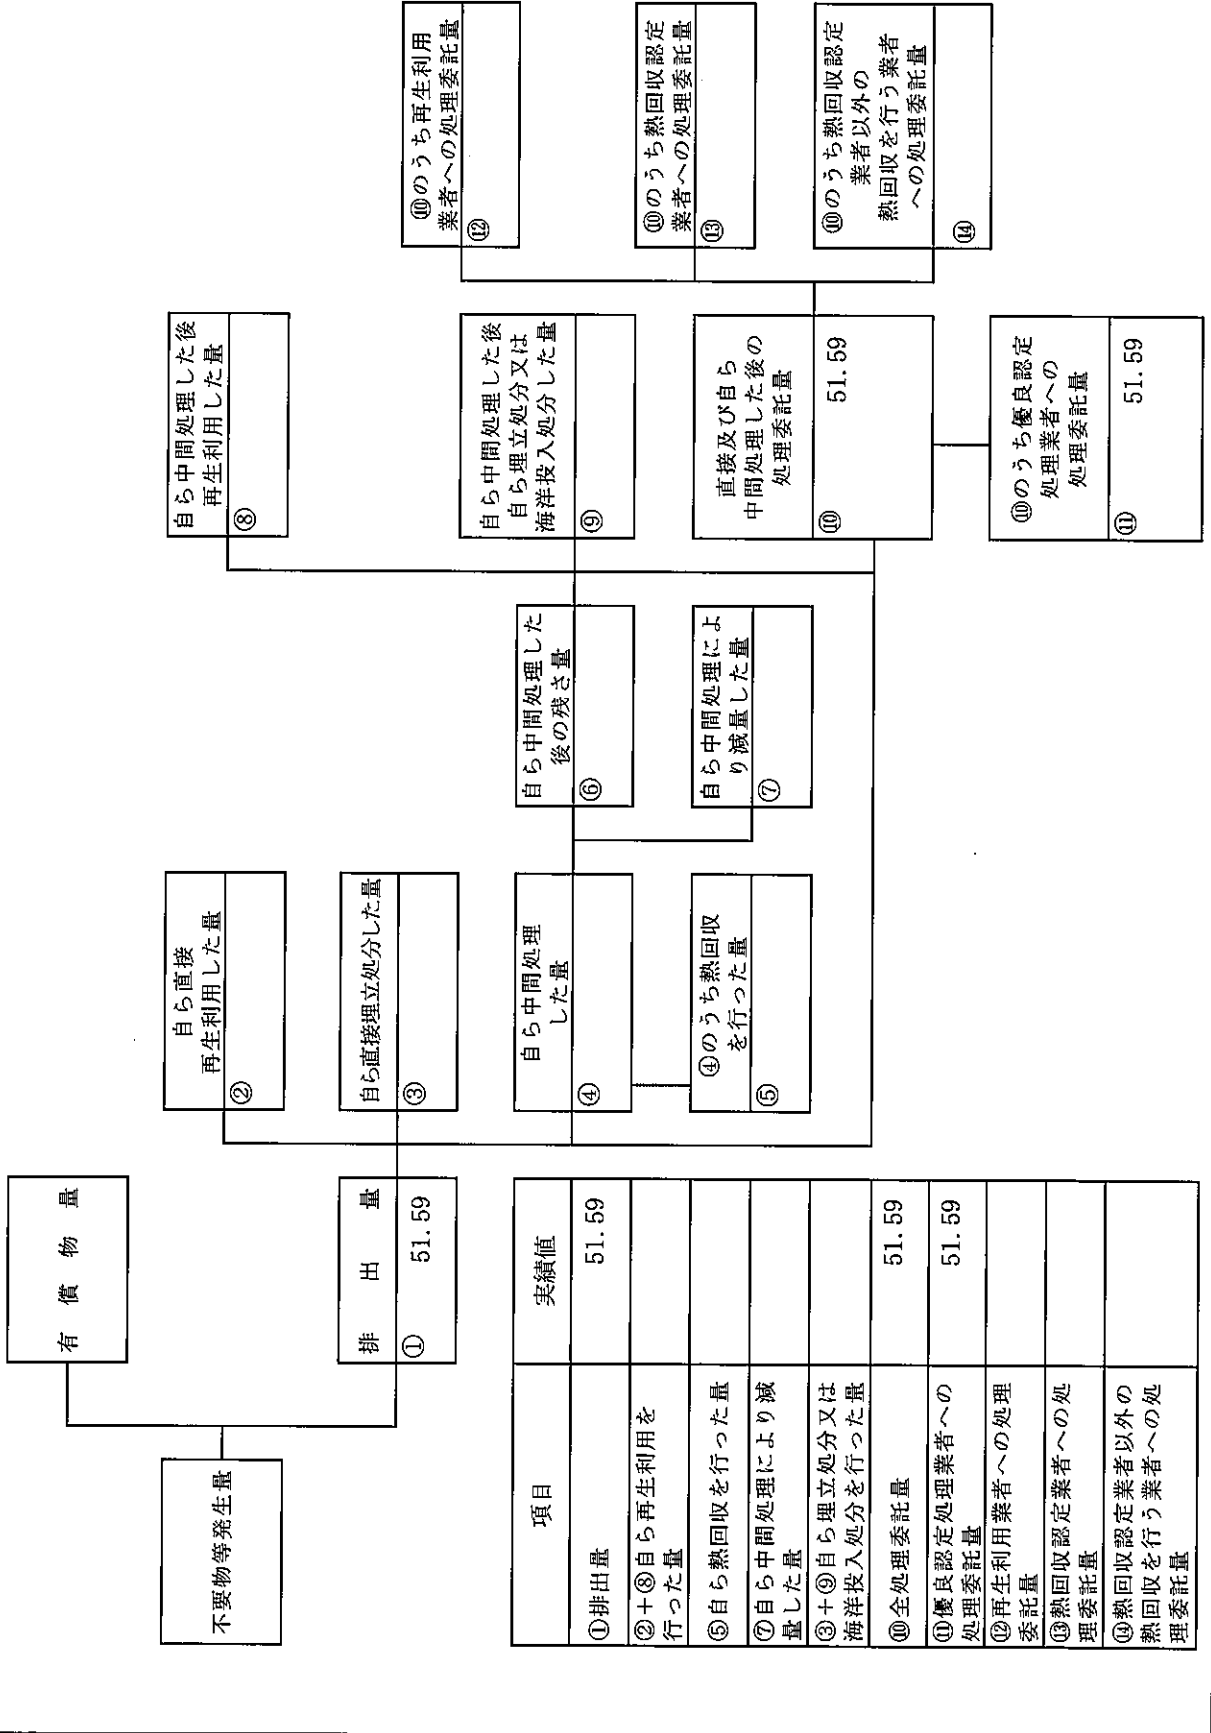 有償物量
不要物等発生量
排出量
① 51.59
自ら直接
再生利用した量
②
自ら直接埋立処分した量
③
自ら中間処理
した量
④
④のうち熱回収
を行った量
⑤
自ら中間処理した
後の残さ量
⑥
自ら中間処理によ
り減量した量
⑦
自ら中間処理した後
再生利用した量
⑧
自ら中間処理した後
自ら埋立処分又は
海洋投入処分した量
⑨
直接及び自ら
中間処理した後の
処理委託量
⑩ 51.59
⑩のうち優良認定
処理業者への
処理委託量
⑪ 51.59
⑩のうち再生利用
業者への処理委託量
⑫
⑩のうち熱回収認定
業者への処理委託量
⑬
⑩のうち熱回収認定
業者以外の
熱回収を行う業者
への処理委託量
⑭
項目 実績値
①排出量 51.59
②+⑧自ら再生利用を
行った量
⑤自ら熱回収を行った量
⑦自ら中間処理により減
量した量
③+⑨自ら埋立処分又は
海洋投入処分を行った量
⑩全処理委託量 51.59
⑪優良認定処理業者への
処理委託量 51.59
⑫再生利用業者への処理
委託量
⑬熱回収認定業者への処
理委託量
⑭熱回収認定業者以外の
熱回収を行う業者への処
理委託量